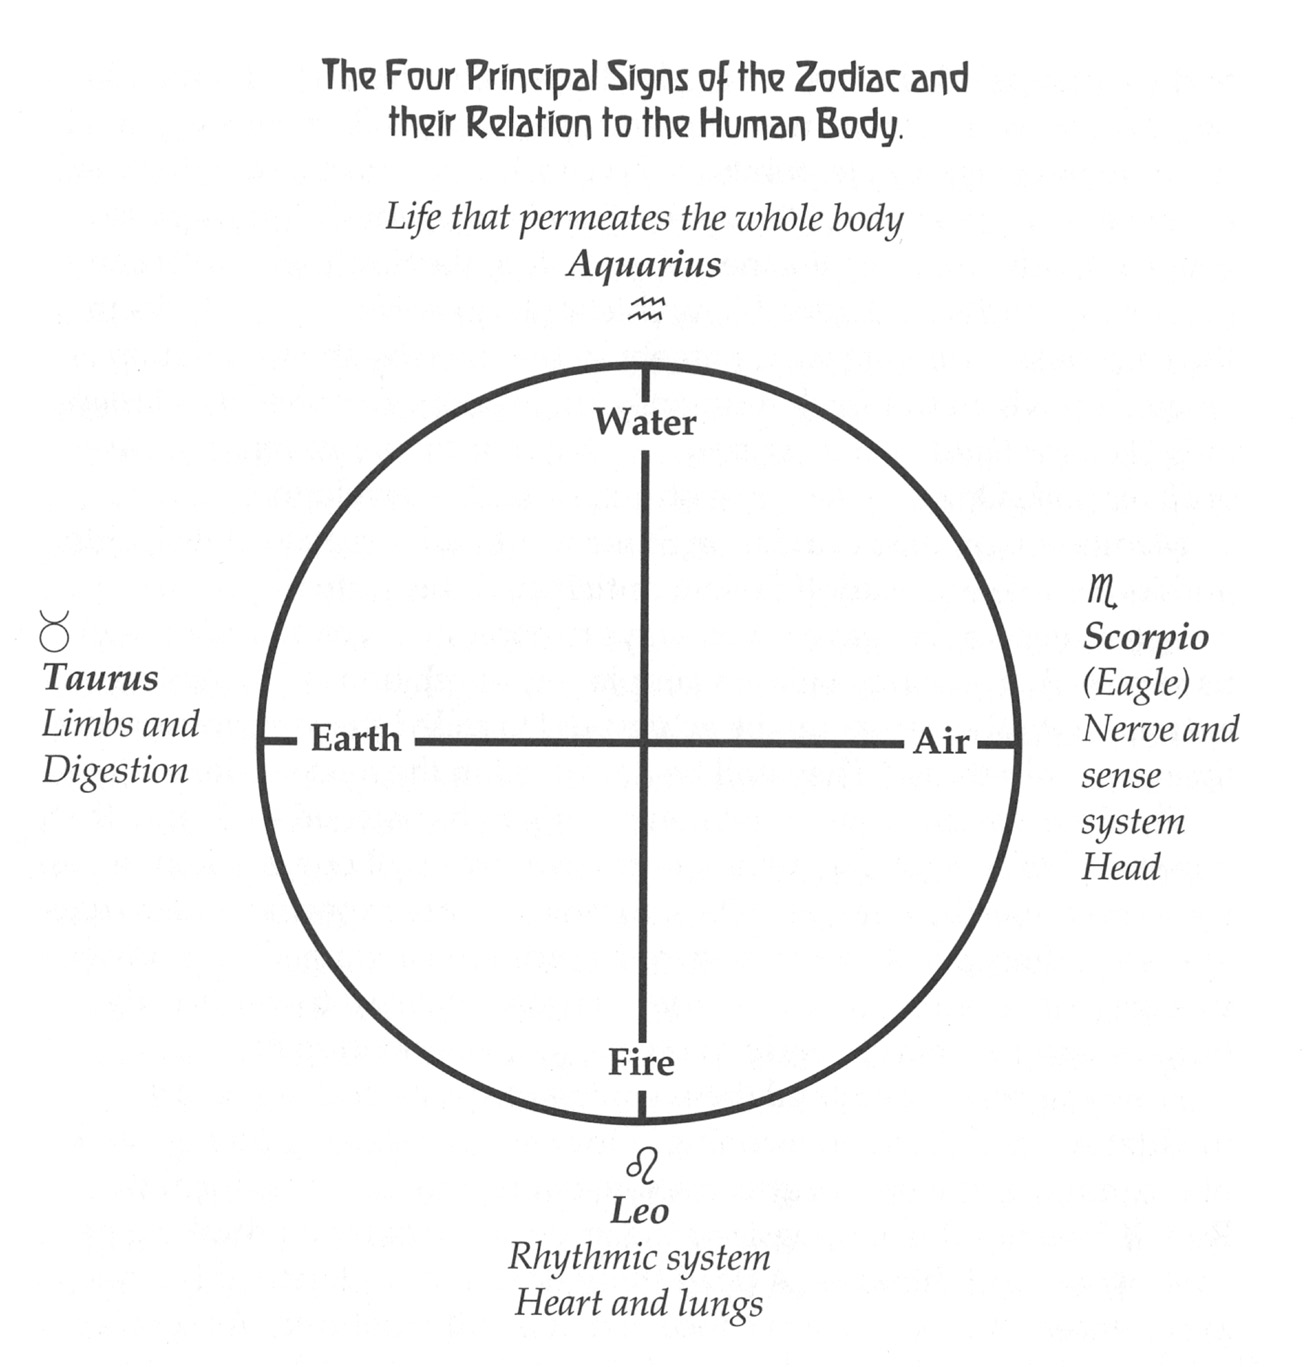 The Four Principal Signs of the Zodiac and
their Relation to the Human Body.
Life that permeates the whole body
Aquarius
♒
Water
♉
Taurus
Limbs and
Digestion
Earth
Air
♏
Scorpio
(Eagle)
Nerve and
sense
system
Head
Fire
♌
Leo
Rhythmic system
Heart and lungs